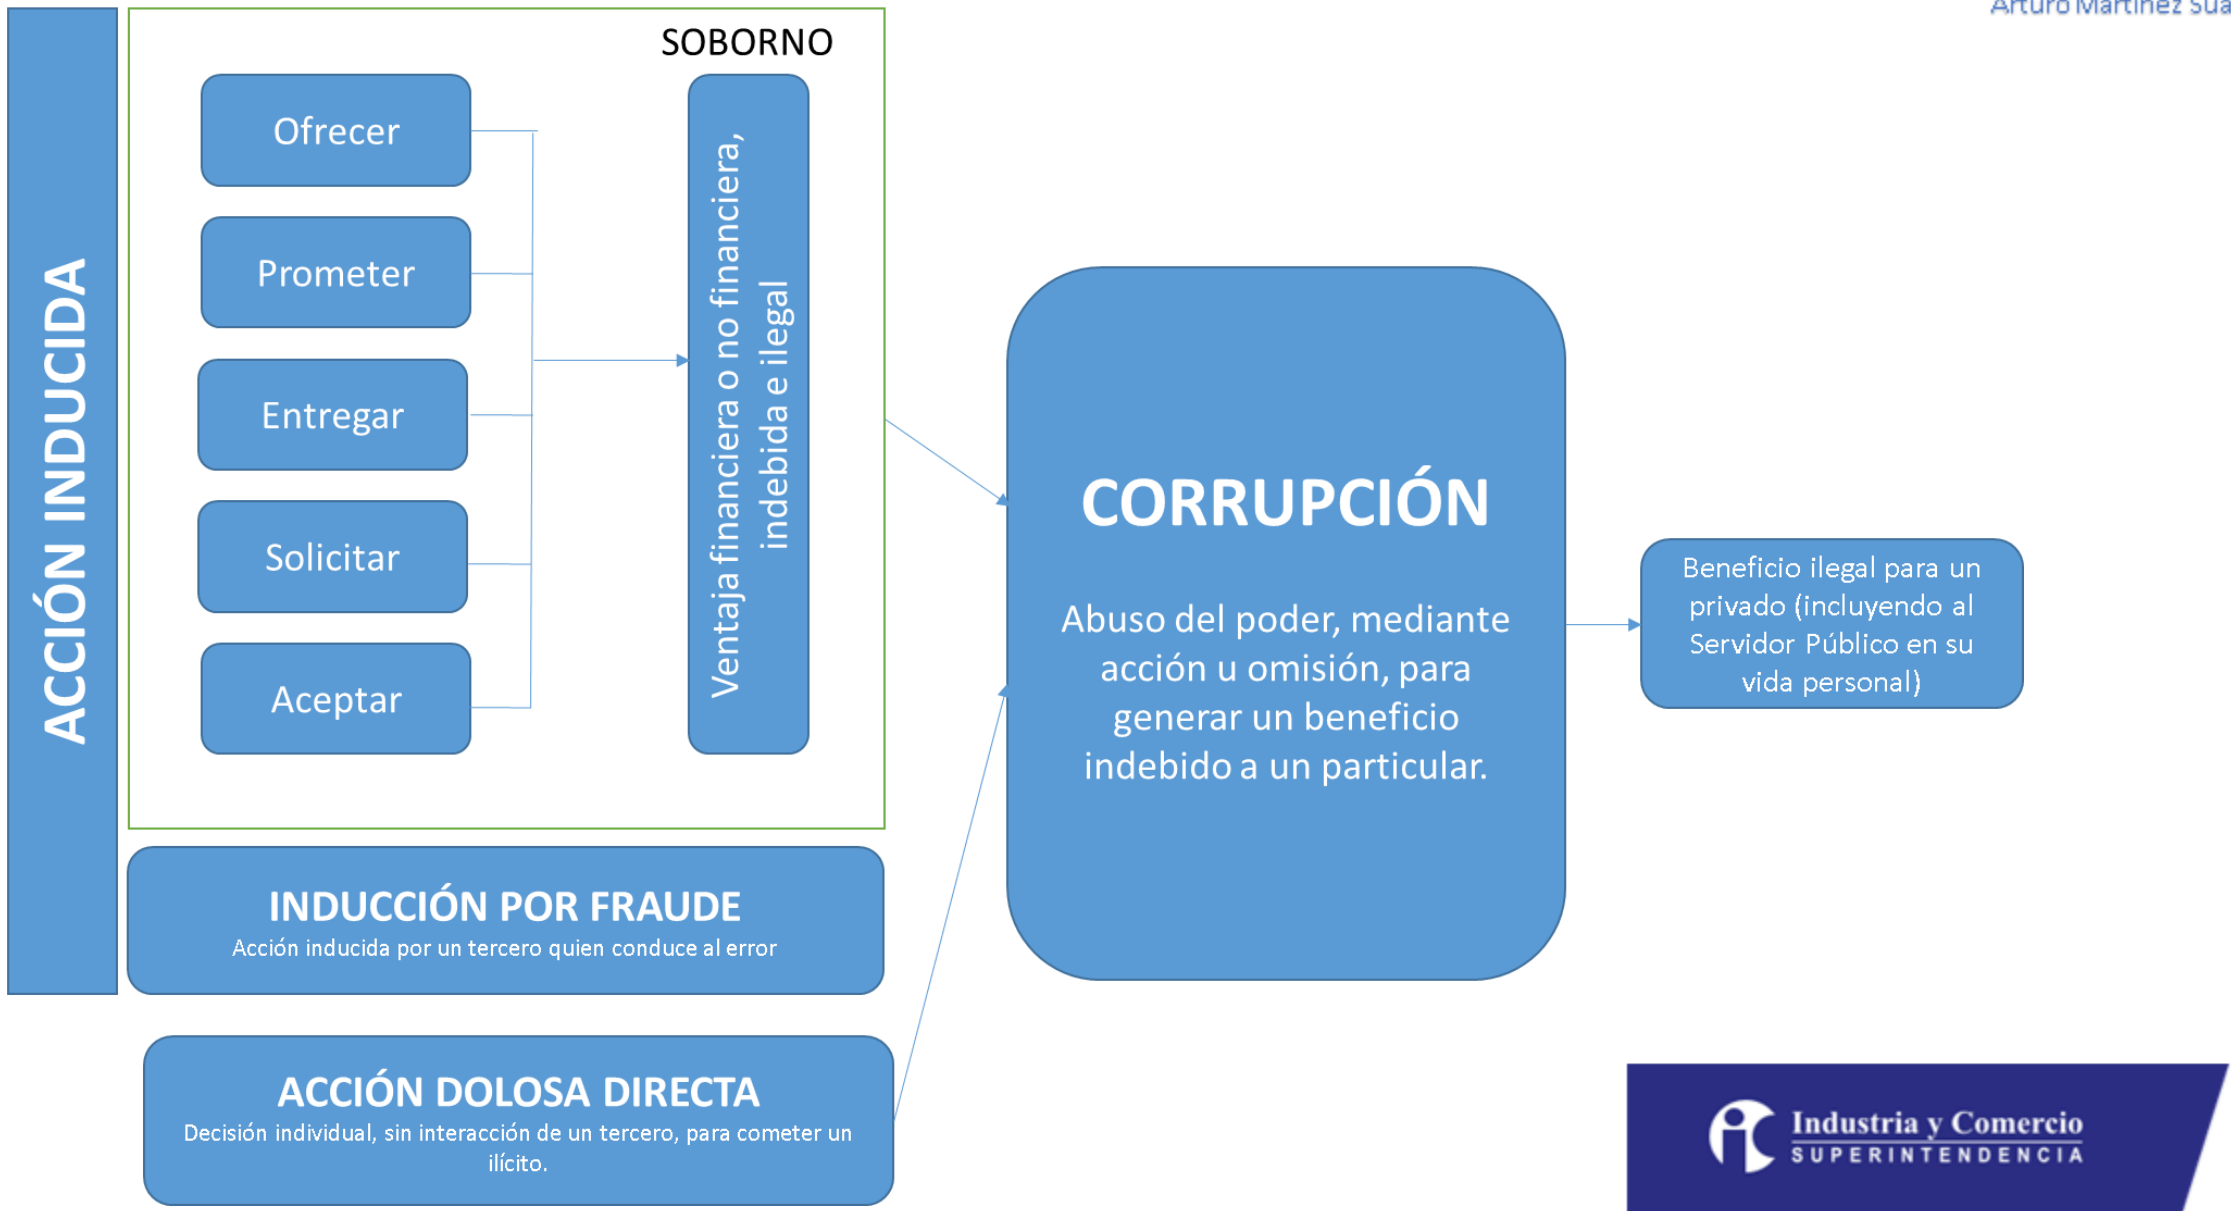 Arturo Martínez
ACCIÓN INDUCIDA
SOBORNO
Ofrecer
Prometer
Entregar
Solicitar
Aceptar
Ventaja financiera o no financiera,
indebida e ilegal
INDUCCIÓN POR FRAUDE
Acción inducida por un tercero quien conduce al error
ACCIÓN DOLOSA DIRECTA
Decisión individual, sin interacción de un tercero, para cometer un
ilícito.
CORRUPCIÓN
Abuso del poder, mediante
acción u omisión, para
generar un beneficio
indebido a un particular.
Beneficio ilegal para un
privado (incluyendo al
Servidor Público en su
vida personal)
Industria y Comercio
SUPERINTENDENCIA